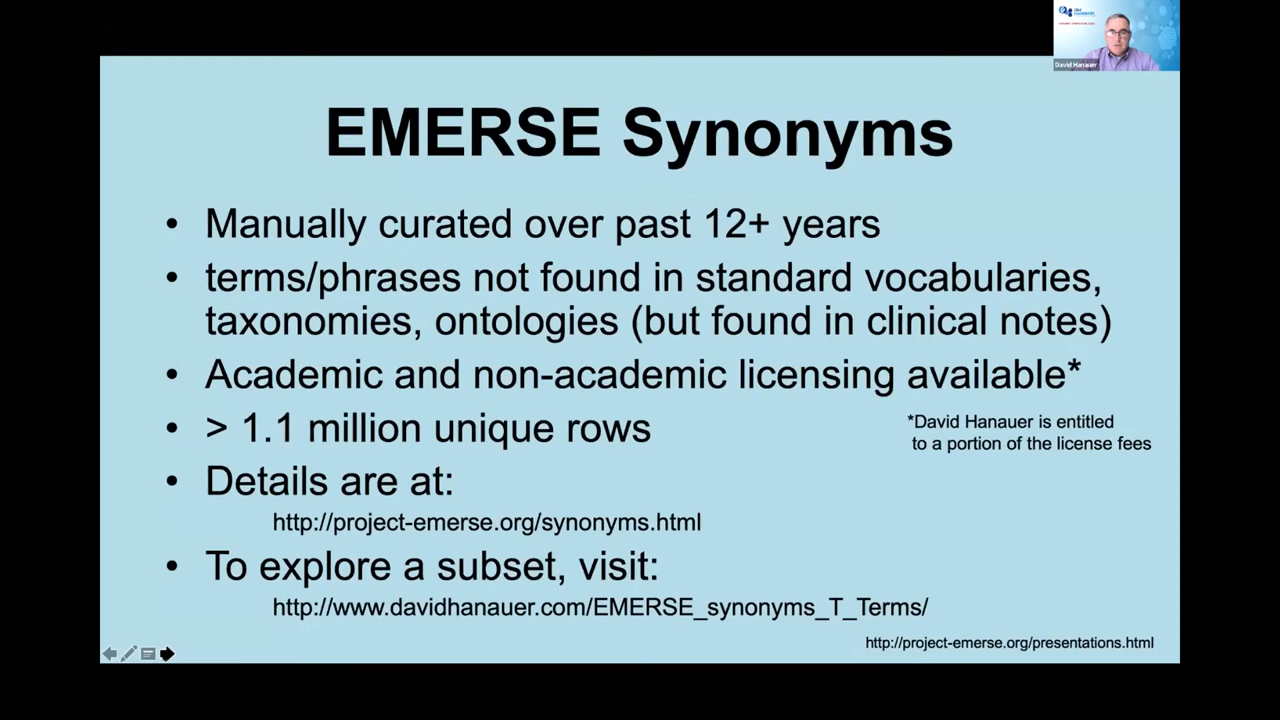 David Hanauer
EMERSE Synonyms
• Manually curated over past 12+ years
• terms/phrases not found in standard vocabularies,
taxonomies, ontologies (but found in clinical notes)
• Academic and non-academic licensing available*
• > 1.1 million unique rows
*David Hanauer is entitled
to a portion of the license fees
• Details are at:
http://project-emerse.org/synonyms.html
• To explore a subset, visit:
http://www.davidhanauer.com/EMERSE_synonyms_T_Terms/
http://project-emerse.org/presentations.html